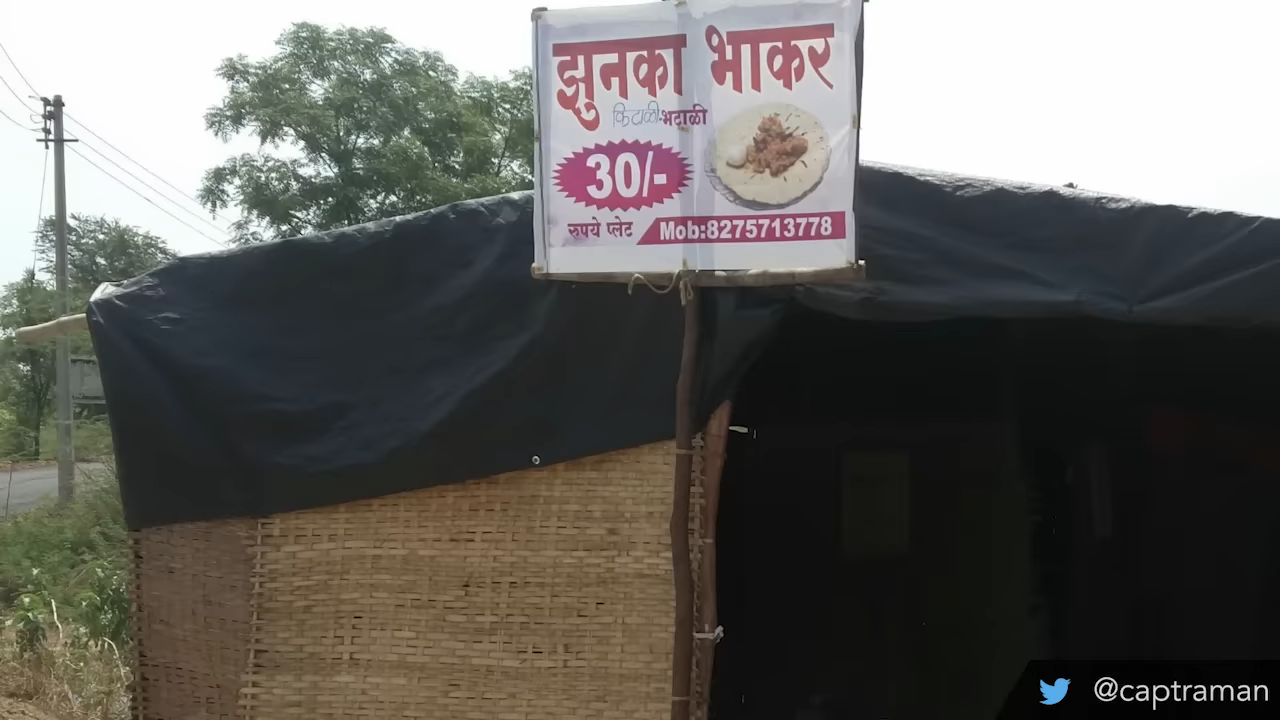 झुनका भाकर
किटाळी भटाळी
30/-
रुपये प्लेट
Mob:8275713778
@captraman